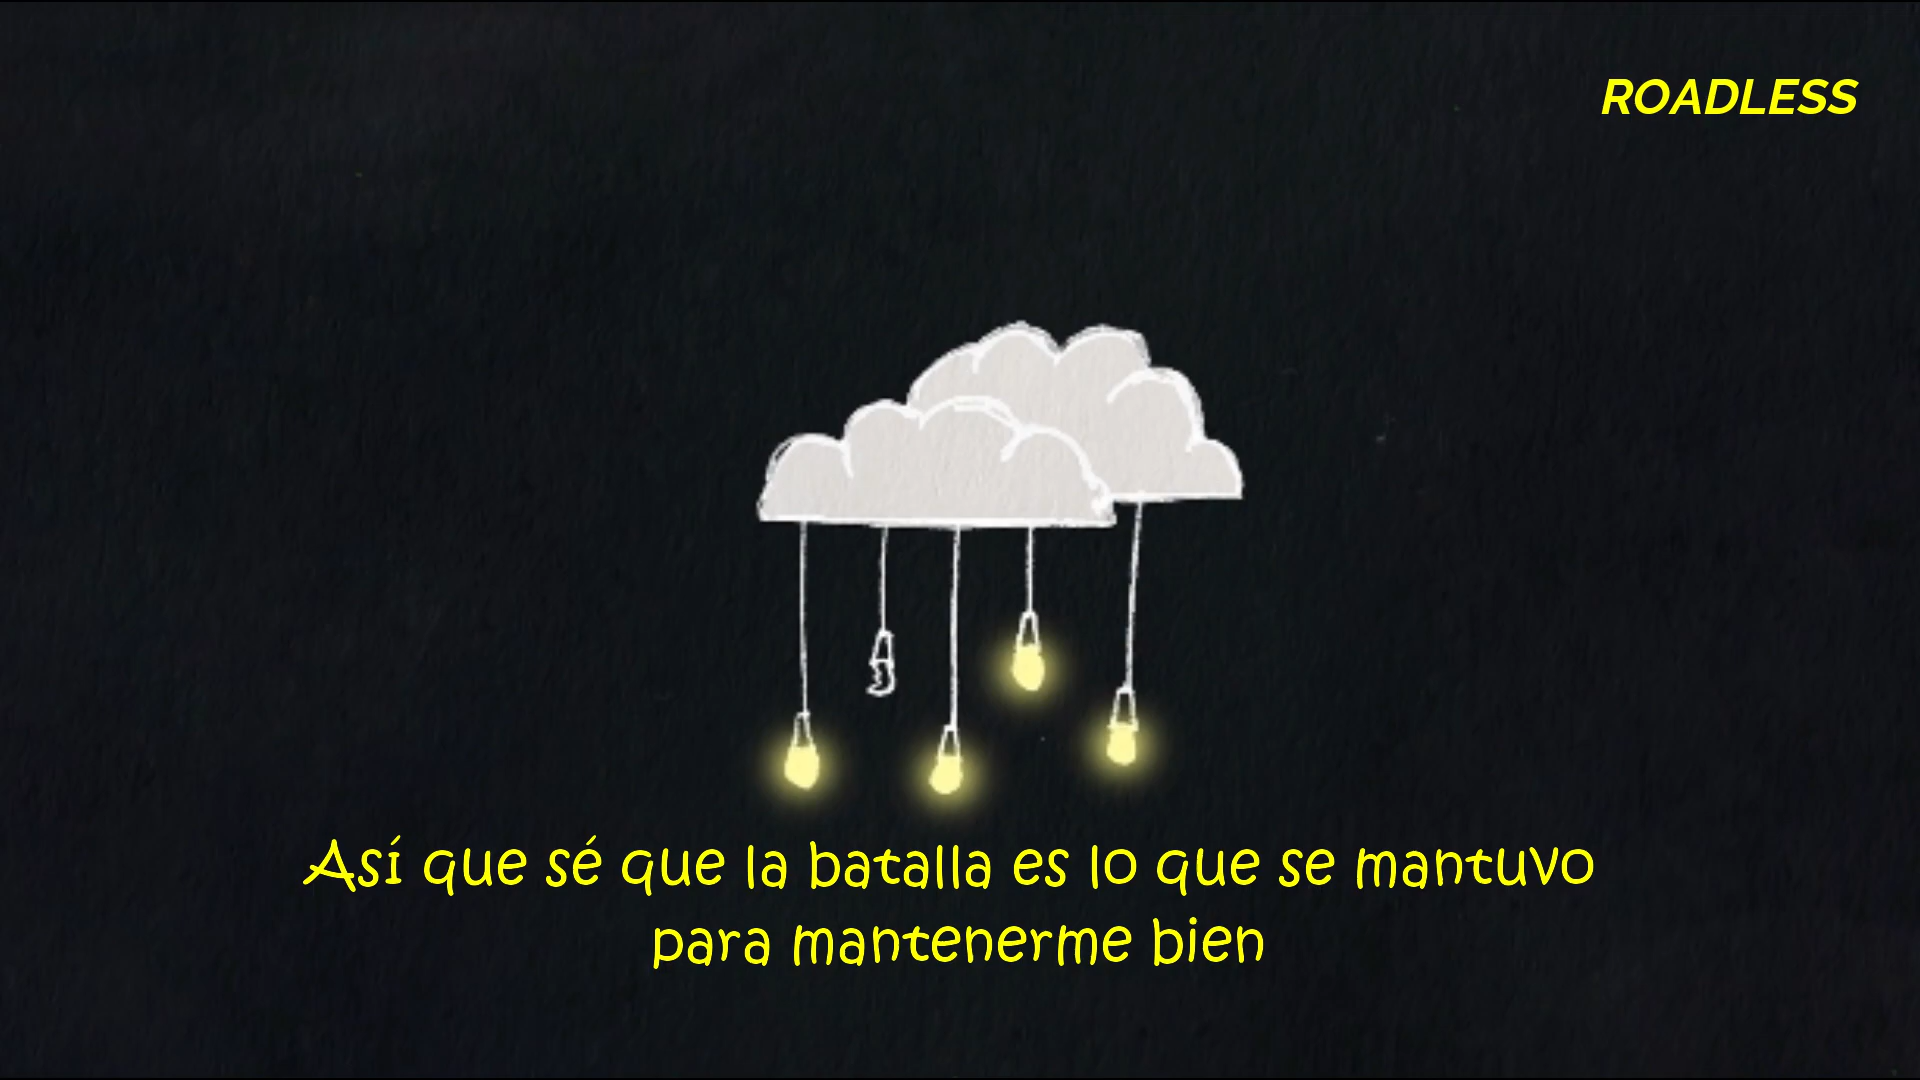 ROADLESS
Así que sé que la batalla es lo que se mantuvo
para mantenerme bien